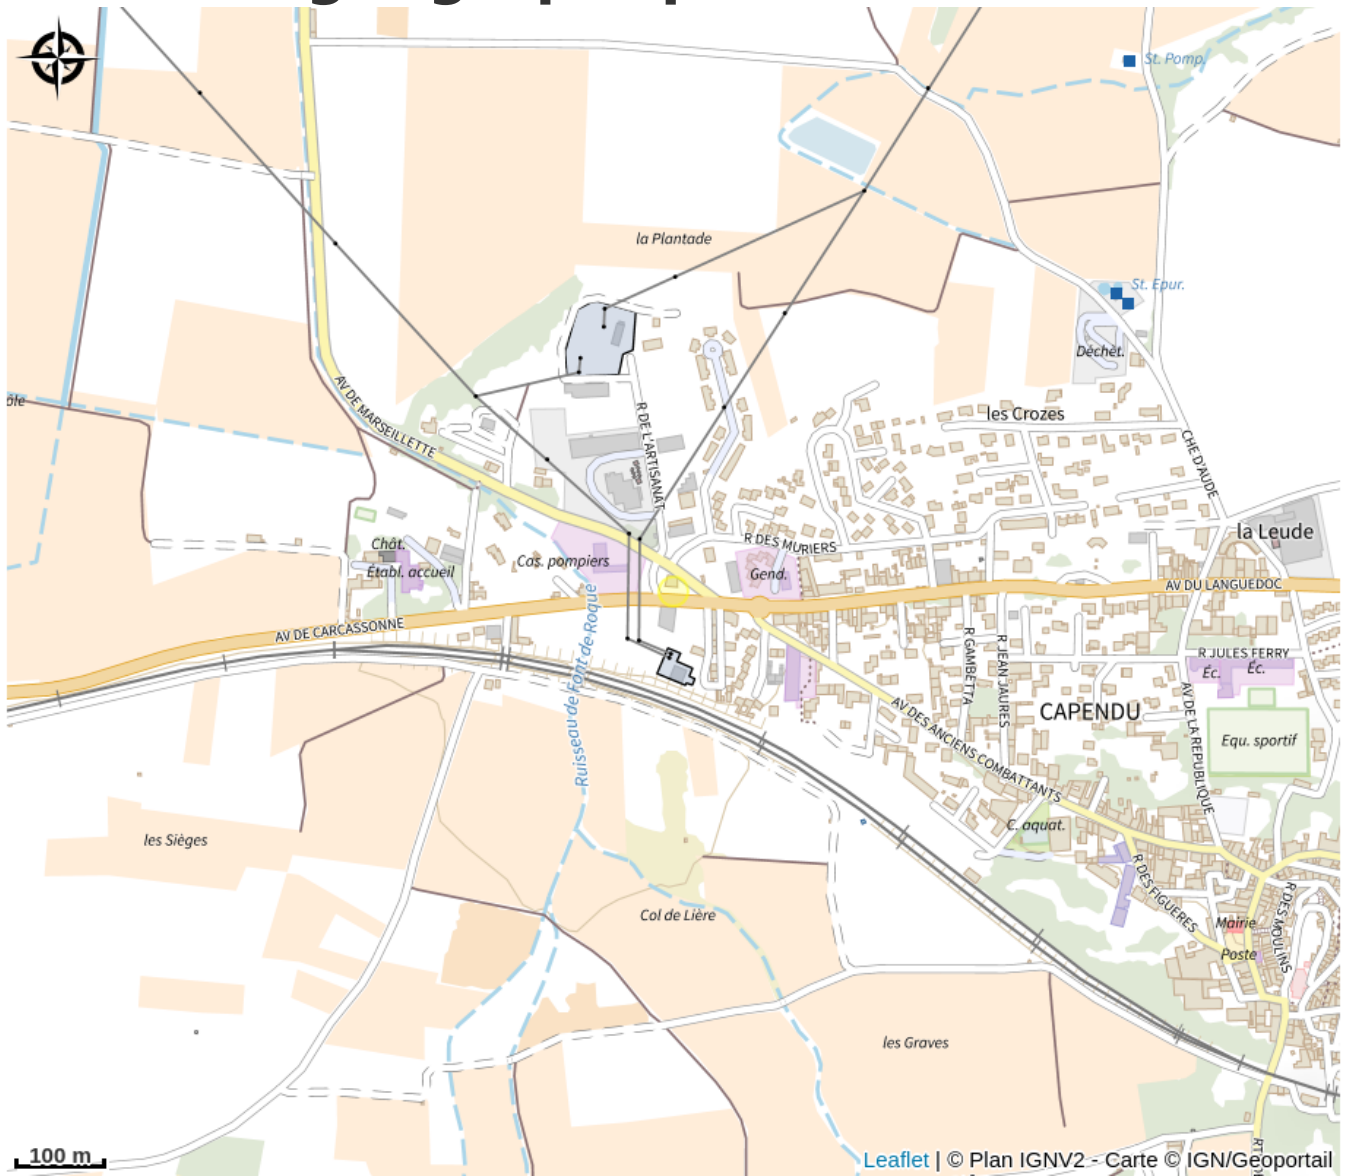 St. Pomp.
la Plantade
St. Epur.
Déchèt.
AV DE MARSEILLETTE
les Crozes
R DE L'ARTISANAT
CHE D'AUDE
la Leude
Chât.
Cas. pompiers
R DES MURIERS
Établ. accueil
Gend.
AV DU LANGUEDOC
AV DE CARCASSONNE
Ruisseau de Font de Roque
R GAMBETTA
R JEAN JAURES
R JULES FERRY
Éc.
Éc.
CAPENDU
AV DE LA REPUBLIQUE
Equ. sportif
AV DES ANCIENS COMBATTANTS
C. aquat.
les Sièges
R DES FIGUERES
R DES MOULINS
Col de Lière
Mairie
Poste
les Graves
100 m
Leaflet | © Plan IGNV2 - Carte © IGN/Geoportail